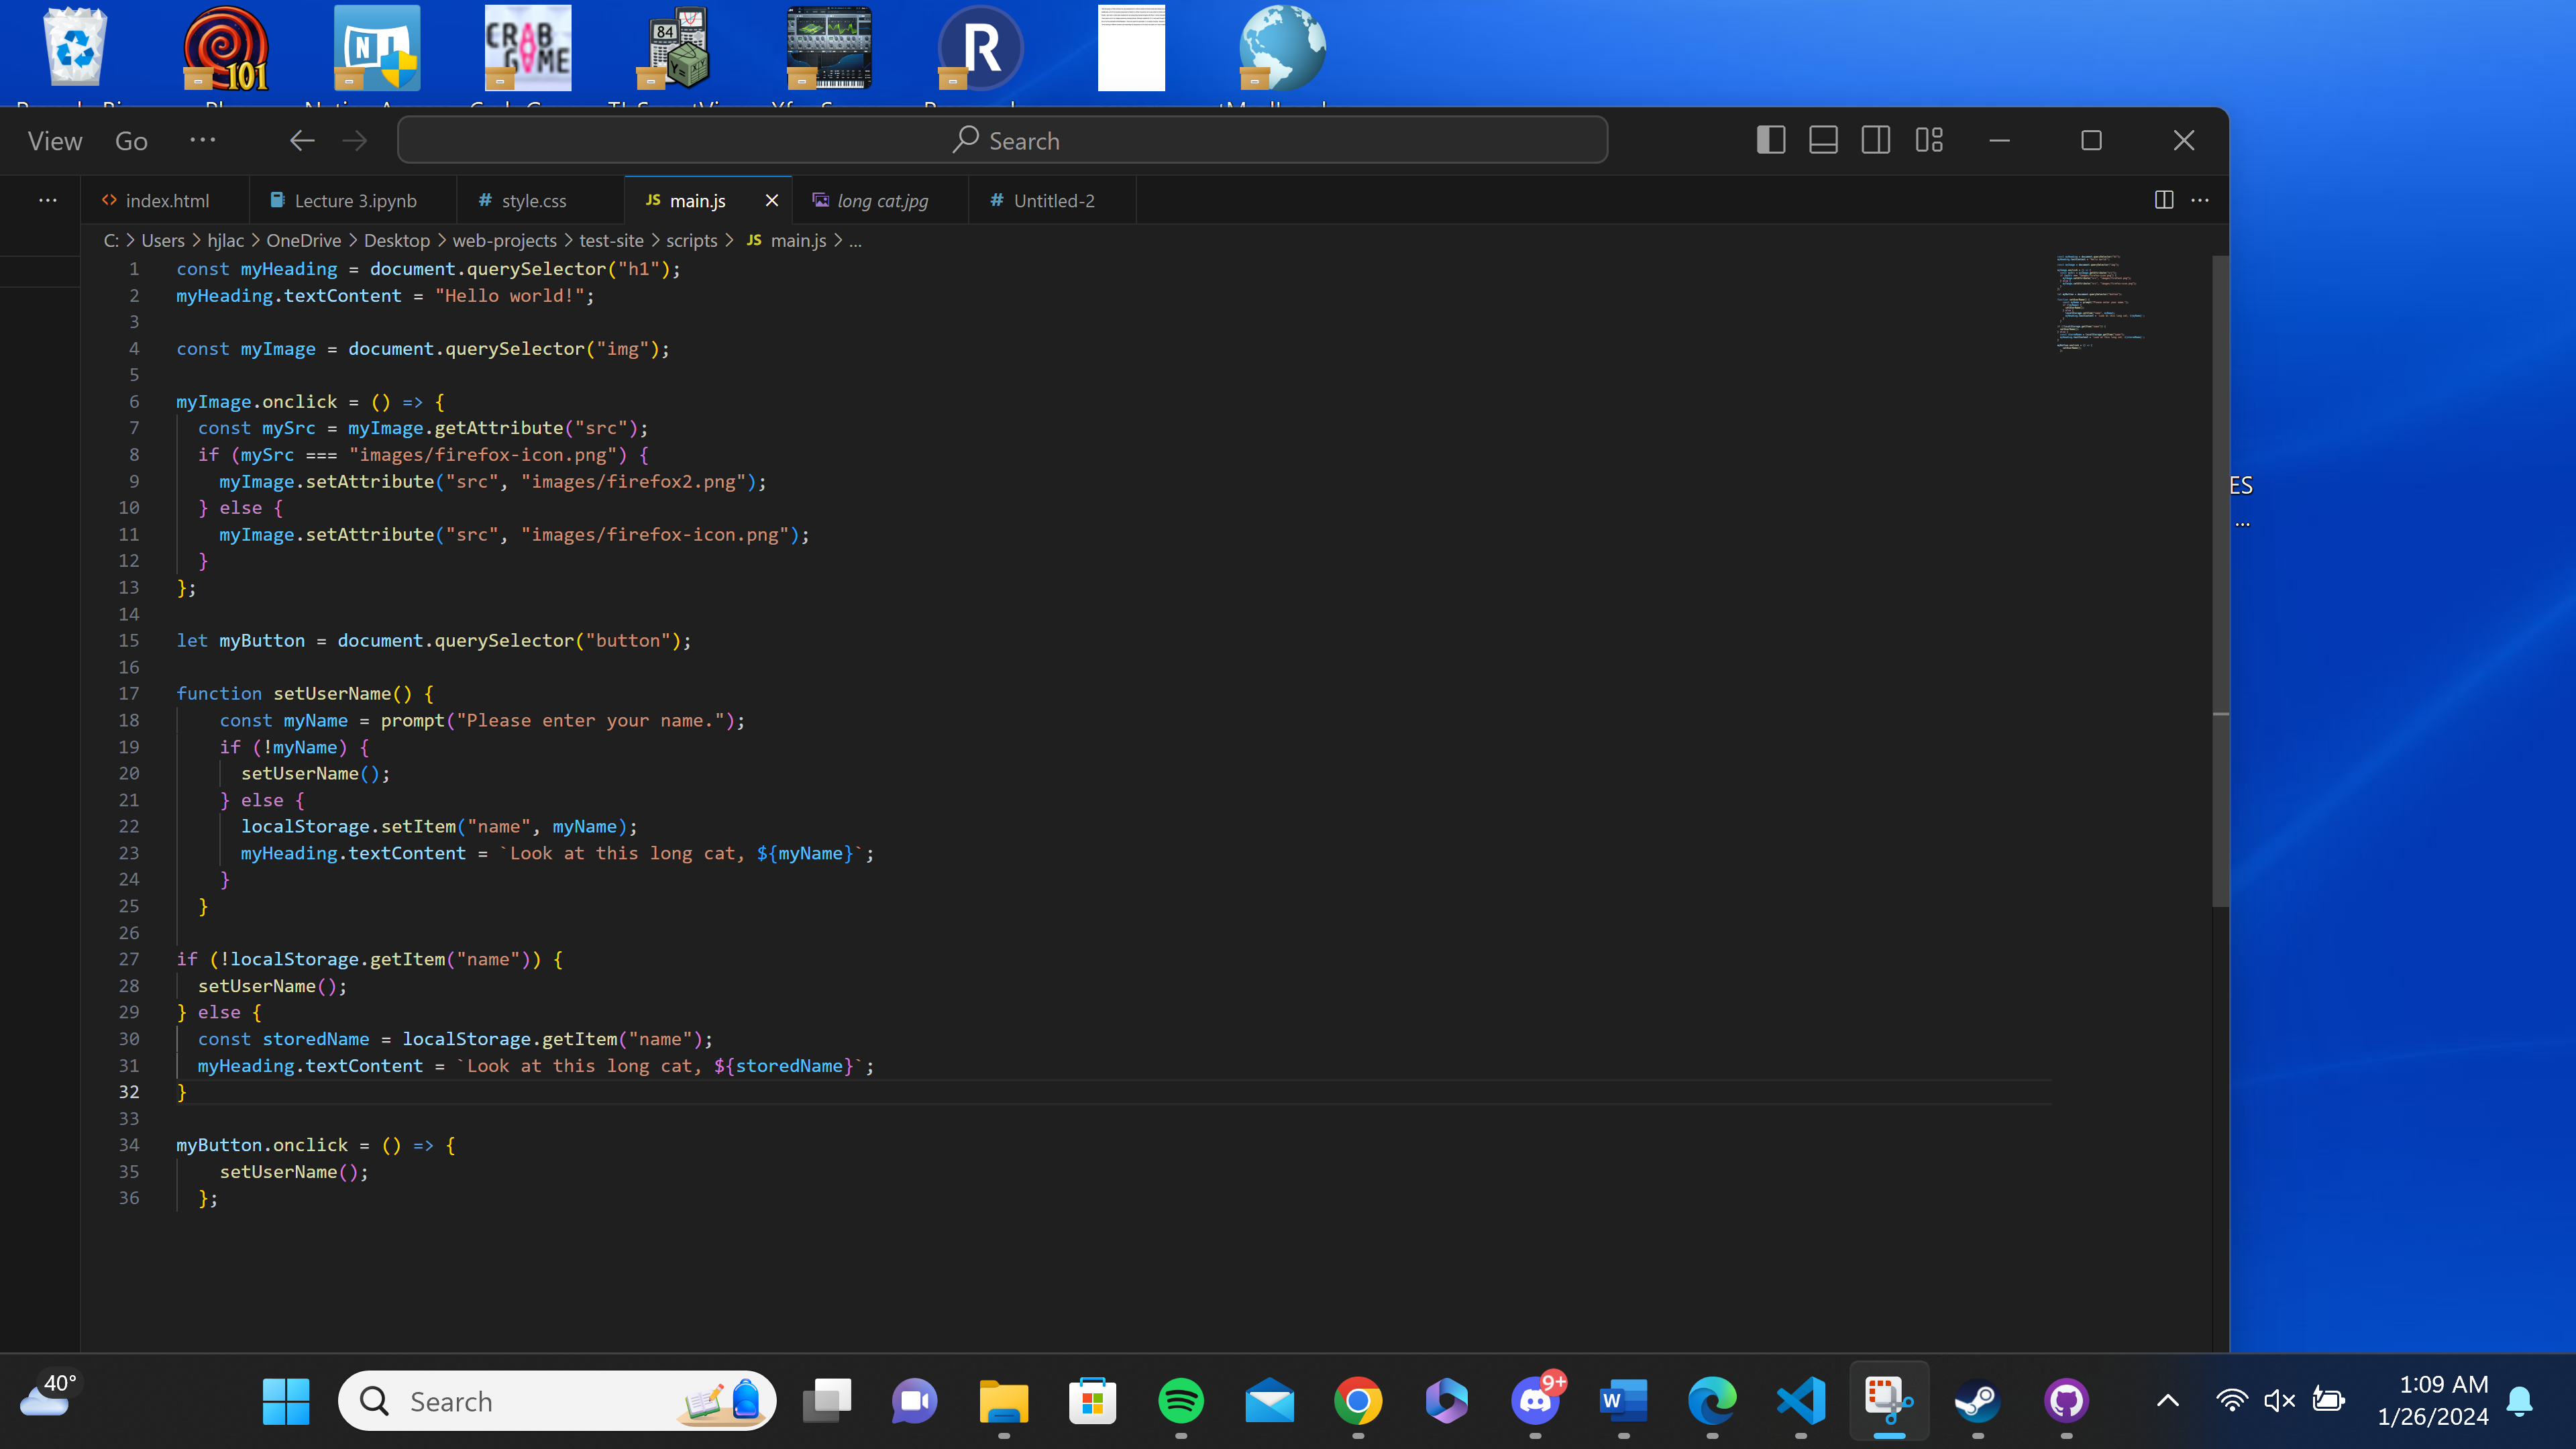 101
N
CRAB
GAME
84
Y=
R
View Go ··· Search
index.html Lecture 3.ipynb style.css JS main.js long cat.jpg Untitled-2
C: > Users > hjlac > OneDrive > Desktop > web-projects > test-site > scripts > JS main.js > ...
1 const myHeading = document.querySelector("h1");
2 myHeading.textContent = "Hello world!";
3
4 const myImage = document.querySelector("img");
5
6 myImage.onclick = () => {
7 const mySrc = myImage.getAttribute("src");
8 if (mySrc === "images/firefox-icon.png") {
9 myImage.setAttribute("src", "images/firefox2.png");
10 } else {
11 myImage.setAttribute("src", "images/firefox-icon.png");
12 }
13 };
14
15 let myButton = document.querySelector("button");
16
17 function setUserName() {
18 const myName = prompt("Please enter your name.");
19 if (!myName) {
20 setUserName();
21 } else {
22 localStorage.setItem("name", myName);
23 myHeading.textContent = `Look at this long cat, ${myName}`;
24 }
25 }
26
27 if (!localStorage.getItem("name")) {
28 setUserName();
29 } else {
30 const storedName = localStorage.getItem("name");
31 myHeading.textContent = `Look at this long cat, ${storedName}`;
32 }
33
34 myButton.onclick = () => {
35 setUserName();
36 };
ES
...
40°
Search
9+
W
1:09 AM
1/26/2024